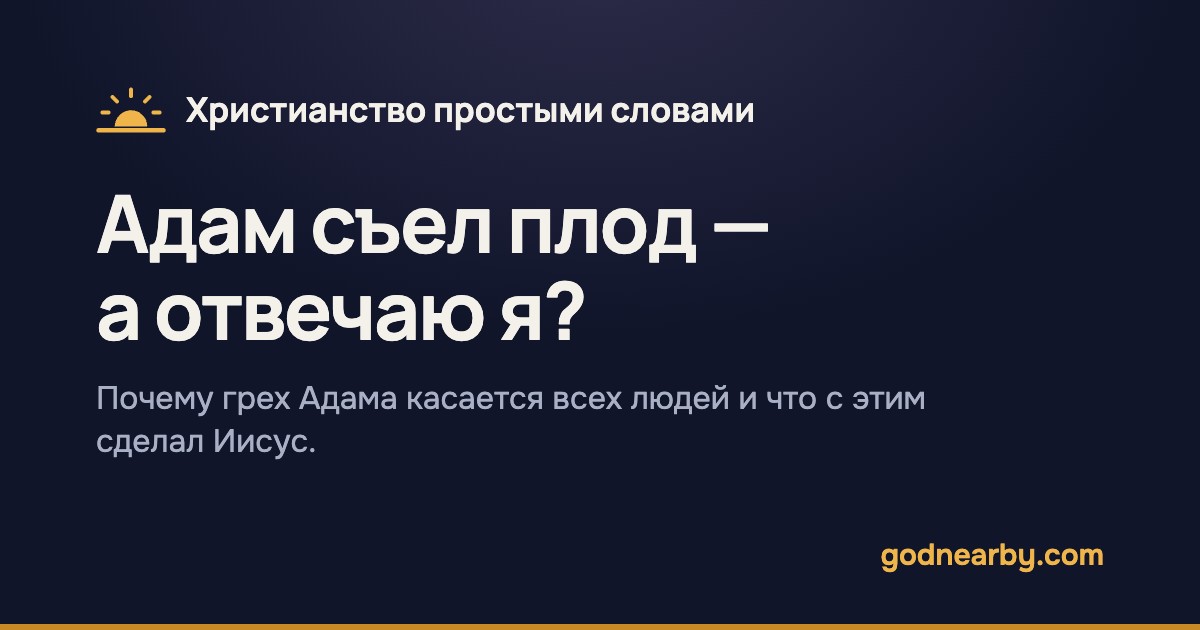 Христианство простыми словами
Адам съел плод —
а отвечаю я?
Почему грех Адама касается всех людей и что с этим
сделал Иисус.
godnearby.com